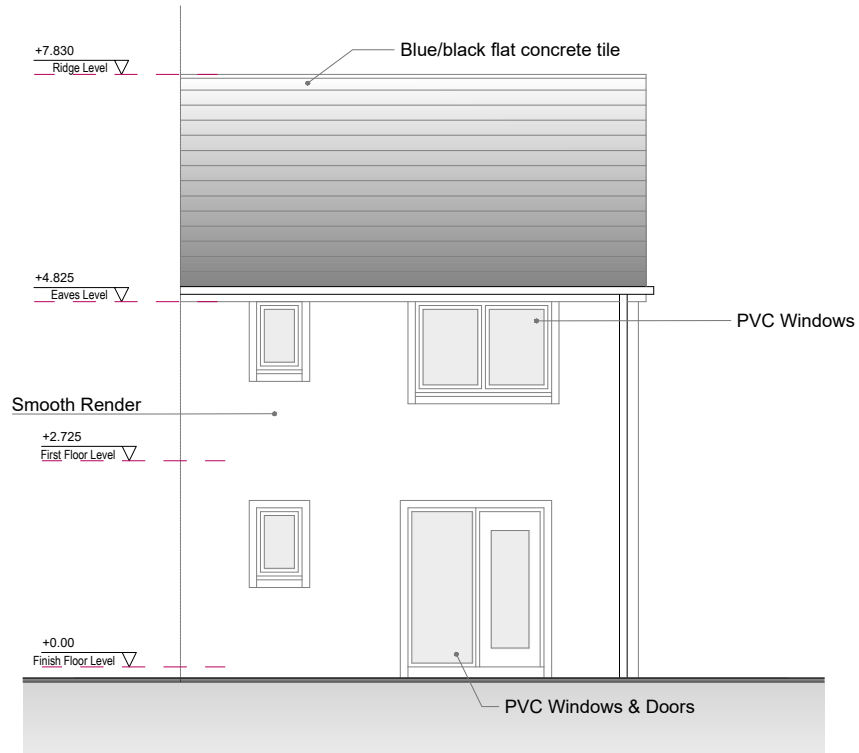 +7.830
Ridge Level
Blue/black flat concrete tile
+4.825
Eaves Level
PVC Windows
Smooth Render
+2.725
First Floor Level
+0.00
Finish Floor Level
PVC Windows & Doors